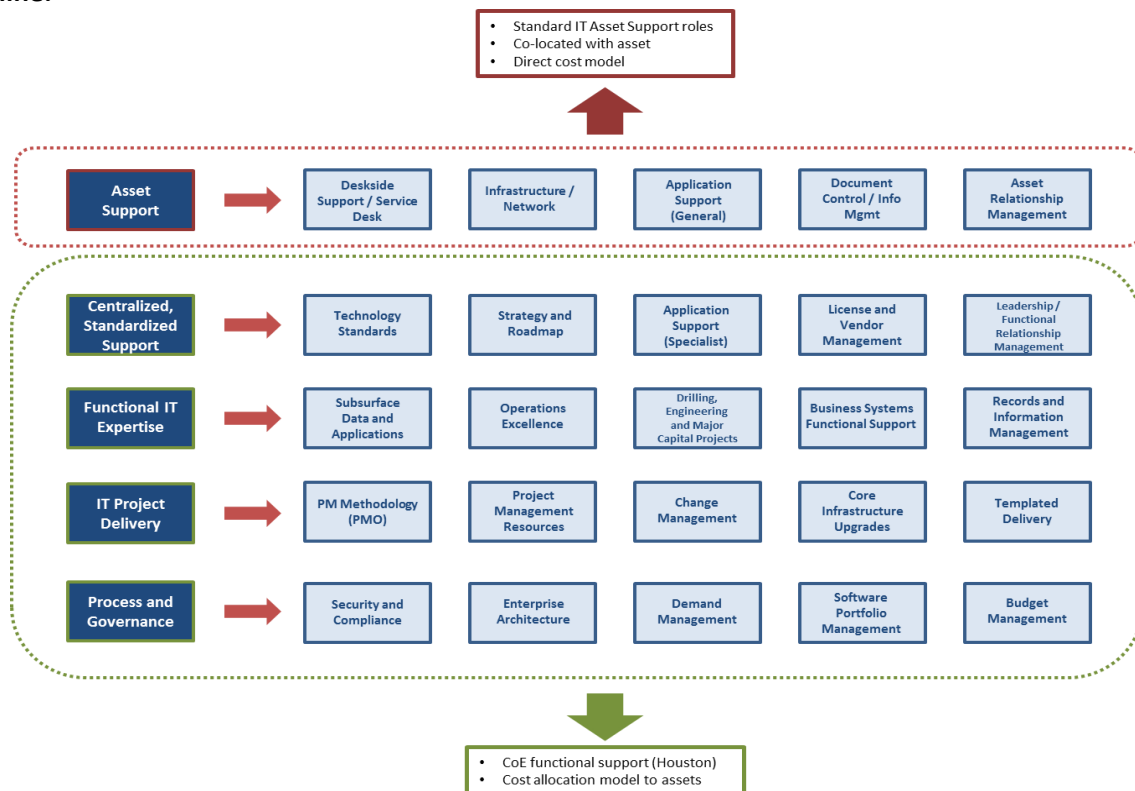 • Standard IT Asset Support roles
• Co-located with asset
• Direct cost model
Asset
Support
Deskside
Support / Service
Desk
Infrastructure /
Network
Application
Support
(General)
Document
Control / Info
Mgmt
Asset
Relationship
Management
Centralized,
Standardized
Support
Technology
Standards
Strategy and
Roadmap
Application
Support
(Specialist)
License and
Vendor
Management
Leadership /
Functional
Relationship
Management
Functional IT
Expertise
Subsurface
Data and
Applications
Operations
Excellence
Drilling,
Engineering
and Major
Capital Projects
Business Systems
Functional Support
Records and
Information
Management
IT Project
Delivery
PM Methodology
(PMO)
Project
Management
Resources
Change
Management
Core
Infrastructure
Upgrades
Templated
Delivery
Process and
Governance
Security and
Compliance
Enterprise
Architecture
Demand
Management
Software
Portfolio
Management
Budget
Management
• CoE functional support (Houston)
• Cost allocation model to assets